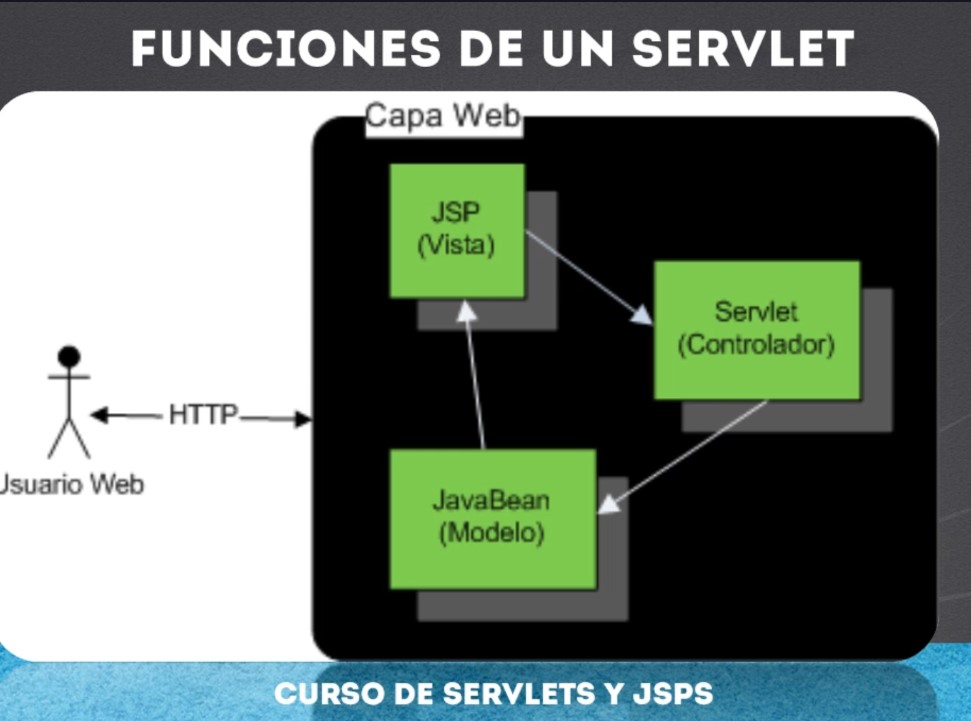 FUNCIONES DE UN SERVLET
Capa Web
JSP
(Vista)
Servlet
(Controlador)
HTTP
Usuario Web
JavaBean
(Modelo)
CURSO DE SERVLETS Y JSPS